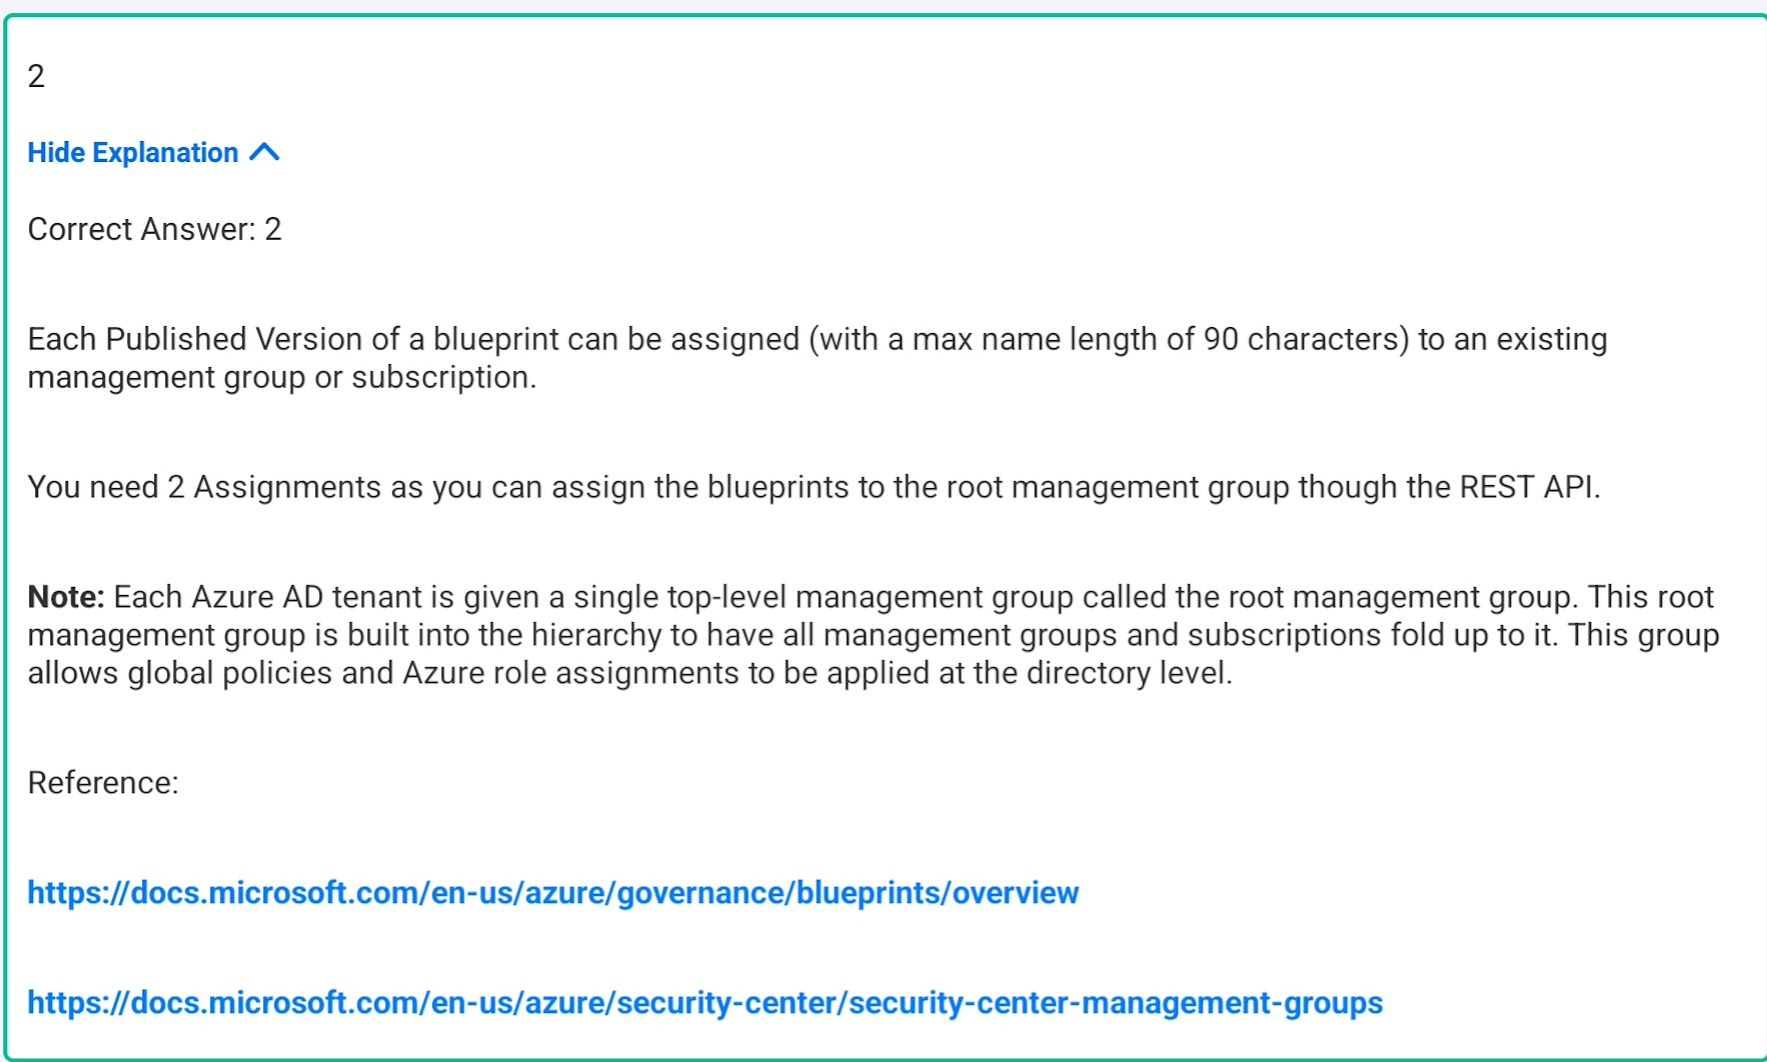 2
Hide Explanation
Correct Answer: 2
Each Published Version of a blueprint can be assigned (with a max name length of 90 characters) to an existing
management group or subscription.
You need 2 Assignments as you can assign the blueprints to the root management group though the REST API.
Note: Each Azure AD tenant is given a single top-level management group called the root management group. This root
management group is built into the hierarchy to have all management groups and subscriptions fold up to it. This group
allows global policies and Azure role assignments to be applied at the directory level.
Reference:
https://docs.microsoft.com/en-us/azure/governance/blueprints/overview
https://docs.microsoft.com/en-us/azure/security-center/security-center-management-groups